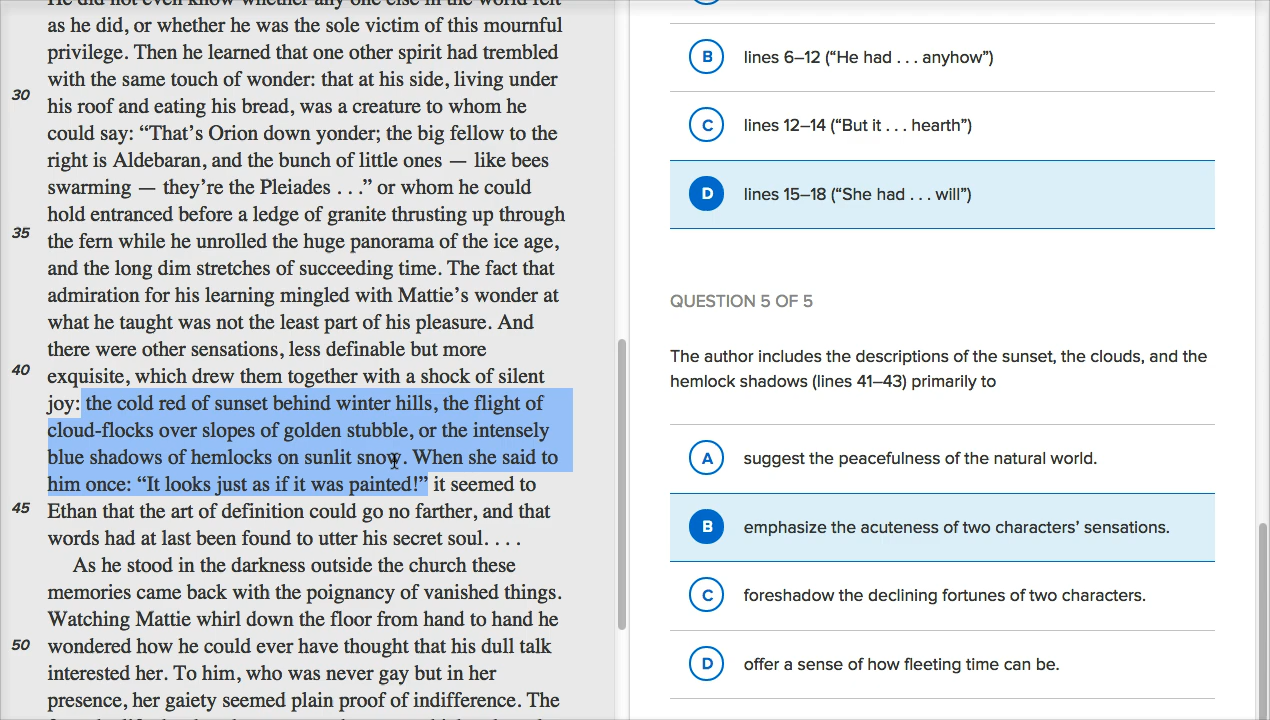 He did not even know whether any one else in the world felt
as he did, or whether he was the sole victim of this mournful
privilege. Then he learned that one other spirit had trembled
with the same touch of wonder: that at his side, living under
30
his roof and eating his bread, was a creature to whom he
could say: “That’s Orion down yonder; the big fellow to the
right is Aldebaran, and the bunch of little ones — like bees
swarming — they’re the Pleiades . . .” or whom he could
hold entranced before a ledge of granite thrusting up through
35
the fern while he unrolled the huge panorama of the ice age,
and the long dim stretches of succeeding time. The fact that
admiration for his learning mingled with Mattie’s wonder at
what he taught was not the least part of his pleasure. And
there were other sensations, less definable but more
40
exquisite, which drew them together with a shock of silent
joy: the cold red of sunset behind winter hills, the flight of
cloud-flocks over slopes of golden stubble, or the intensely
blue shadows of hemlocks on sunlit snow. When she said to
him once: “It looks just as if it was painted!” it seemed to
45
Ethan that the art of definition could go no farther, and that
words had at last been found to utter his secret soul. . . .
As he stood in the darkness outside the church these
memories came back with the poignancy of vanished things.
Watching Mattie whirl down the floor from hand to hand he
50
wondered how he could ever have thought that his dull talk
interested her. To him, who was never gay but in her
presence, her gaiety seemed plain proof of indifference. The
B
lines 6–12 (“He had . . . anyhow”)
C
lines 12–14 (“But it . . . hearth”)
D
lines 15–18 (“She had . . . will”)
QUESTION 5 OF 5
The author includes the descriptions of the sunset, the clouds, and the
hemlock shadows (lines 41–43) primarily to
A
suggest the peacefulness of the natural world.
B
emphasize the acuteness of two characters’ sensations.
C
foreshadow the declining fortunes of two characters.
D
offer a sense of how fleeting time can be.